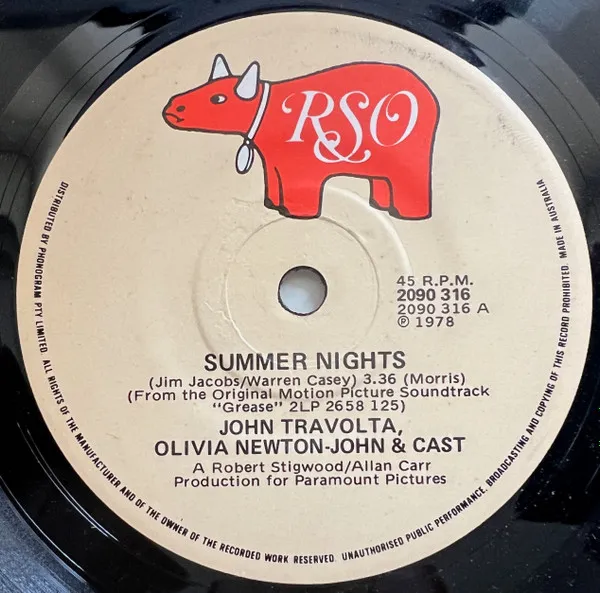 RSO
45 R.P.M.
2090 316
2090 316 A
℗ 1978
SUMMER NIGHTS
(Jim Jacobs/Warren Casey) 3.36 (Morris)
(From the Original Motion Picture Soundtrack
“Grease” 2LP 2658 125)
JOHN TRAVOLTA,
OLIVIA NEWTON-JOHN & CAST
A Robert Stigwood/Allan Carr
Production for Paramount Pictures
DISTRIBUTED BY PHONOGRAM PTY LIMITED. ALL RIGHTS OF THE MANUFACTURER AND OF THE OWNER OF THE RECORDED WORK RESERVED. UNAUTHORISED PUBLIC PERFORMANCE, BROADCASTING AND COPYING OF THIS RECORD PROHIBITED. MADE IN AUSTRALIA